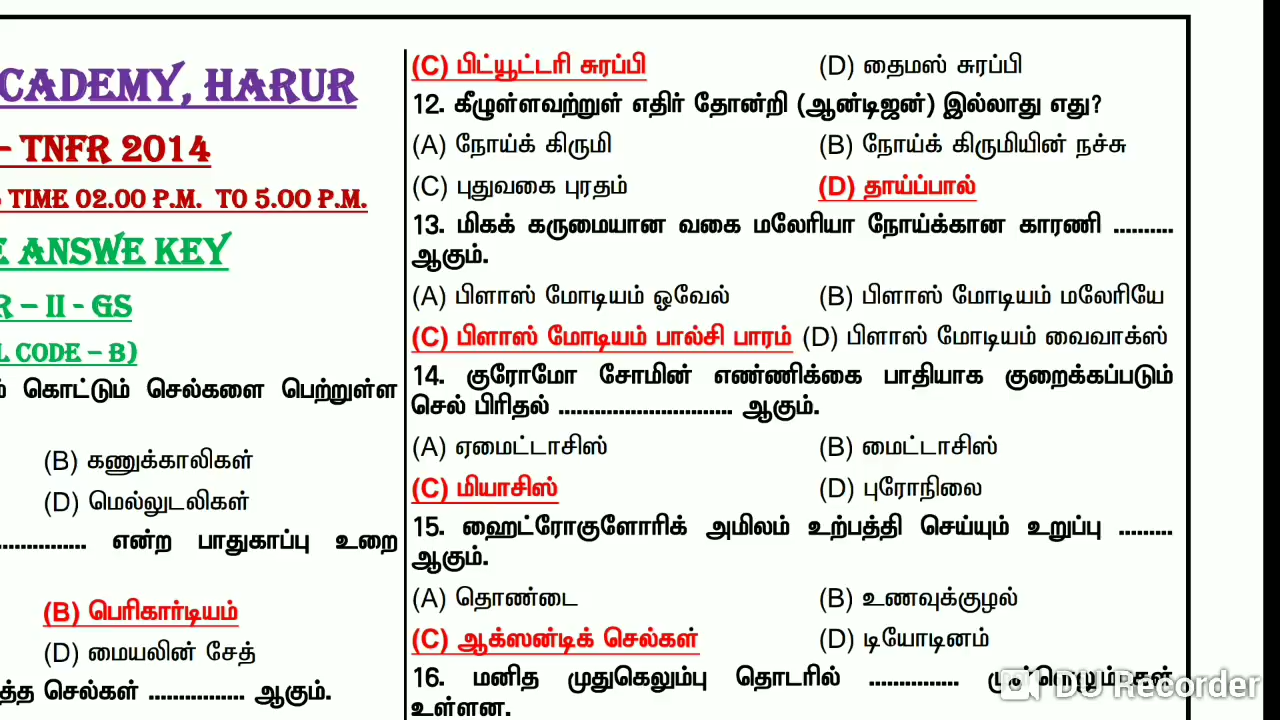 CADEMY, HARUR
– TNFR 2014
TIME 02.00 P.M. TO 5.00 P.M.
ANSWE KEY
– II - GS
CODE – B)
கொட்டும் செல்களை பெற்றுள்ள
(B) கணுக்காலிகள்
(D) மெல்லுடலிகள்
................ என்ற பாதுகாப்பு உறை
(B) பெரிகார்டியம்
(D) மையலின் சேத்
செல்கள் ................ ஆகும்.
(C) பிட்யூட்டரி சுரப்பி (D) தைமஸ் சுரப்பி
12. கீழுள்ளவற்றுள் எதிர் தோன்றி (ஆன்டிஜன்) இல்லாது எது?
(A) நோய்க் கிருமி (B) நோய்க் கிருமியின் நச்சு
(C) புதுவகை புரதம் (D) தாய்ப்பால்
13. மிகக் கருமையான வகை மலேரியா நோய்க்கான காரணி ..........
ஆகும்.
(A) பிளாஸ் மோடியம் ஓவேல் (B) பிளாஸ் மோடியம் மலேரியே
(C) பிளாஸ் மோடியம் பால்சி பாரம் (D) பிளாஸ் மோடியம் வைவாக்ஸ்
14. குரோமோ சோமின் எண்ணிக்கை பாதியாக குறைக்கப்படும்
செல் பிரிதல் ............................. ஆகும்.
(A) ஏமைட்டாசிஸ் (B) மைட்டாசிஸ்
(C) மியாசிஸ் (D) புரோநிலை
15. ஹைட்ரோகுளோரிக் அமிலம் உற்பத்தி செய்யும் உறுப்பு .........
ஆகும்.
(A) தொண்டை (B) உணவுக்குழல்
(C) ஆக்ஸன்டிக் செல்கள் (D) டியோடினம்
16. மனித முதுகெலும்பு தொடரில் ...............
உள்ளன.
DU Recorder